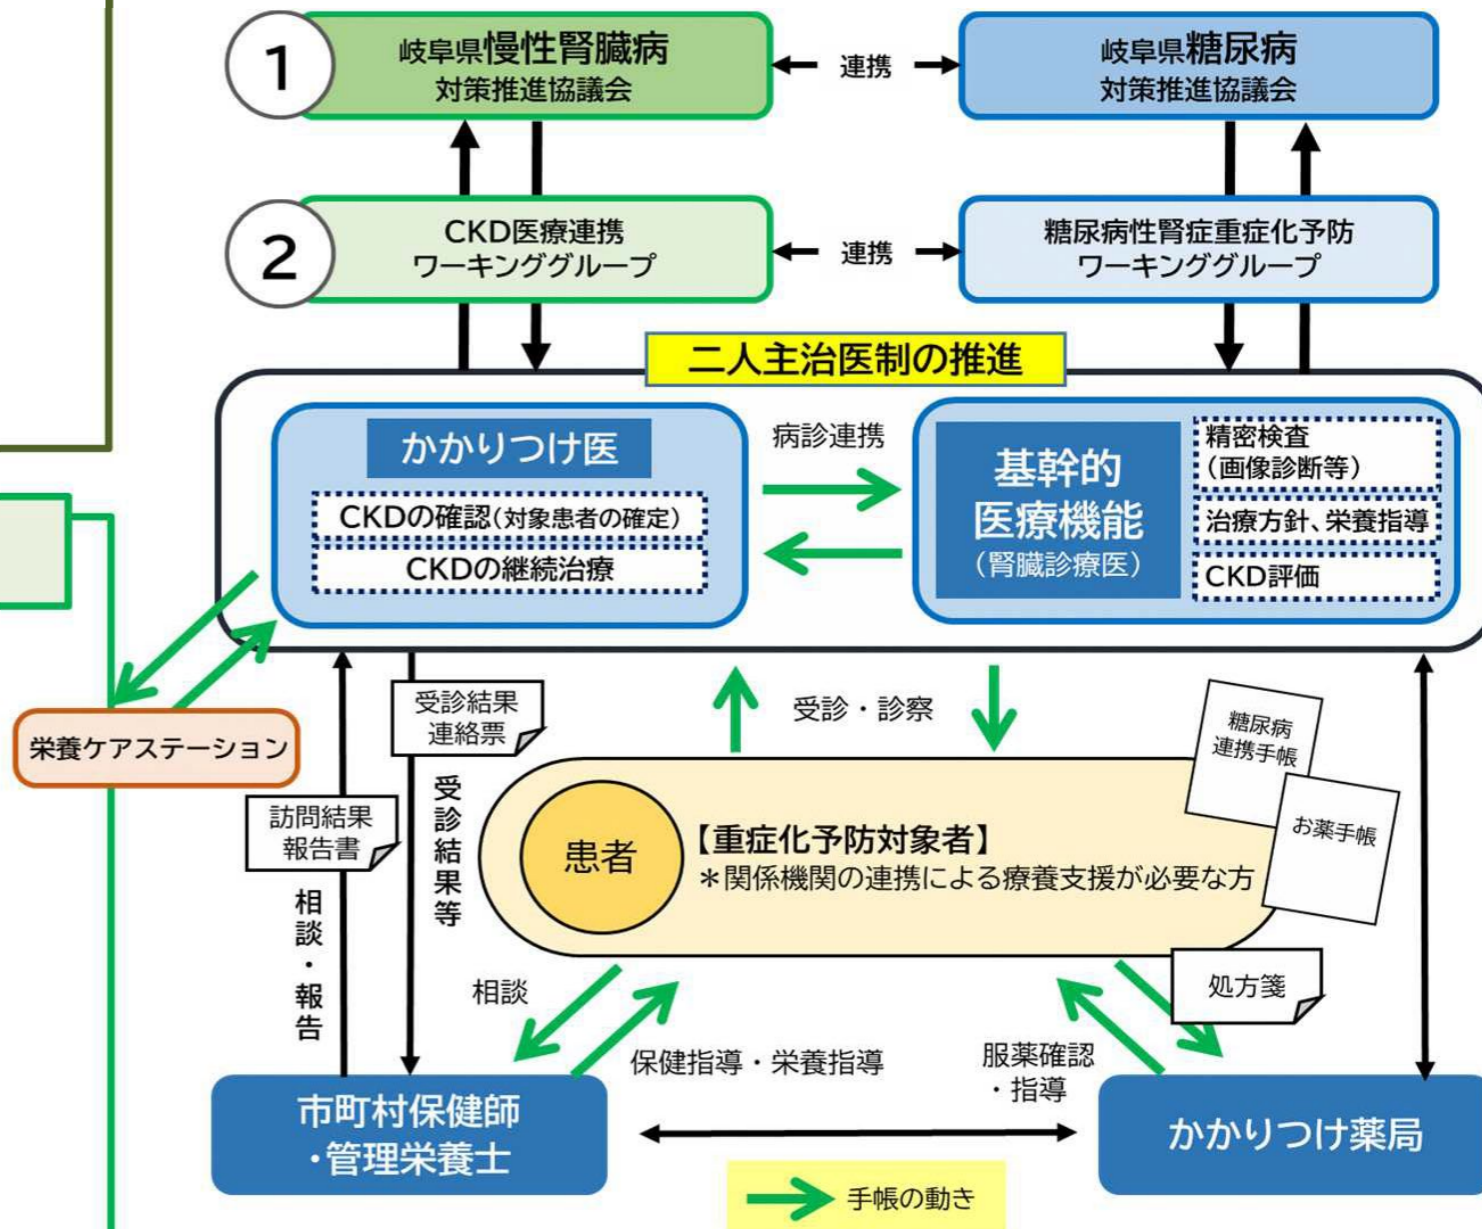 1
岐阜県慢性腎臓病
対策推進協議会
連携
岐阜県糖尿病
対策推進協議会
2
CKD医療連携
ワーキンググループ
連携
糖尿病性腎症重症化予防
ワーキンググループ
二人主治医制の推進
かかりつけ医
CKDの確認(対象患者の確定)
CKDの継続治療
病診連携
基幹的
医療機能
(腎臓診療医)
精密検査
(画像診断等)
治療方針、栄養指導
CKD評価
栄養ケアステーション
受診結果
連絡票
受診結果等
訪問結果
報告書
相談・報告
受診・診察
糖尿病
連携手帳
お薬手帳
患者
【重症化予防対象者】
＊関係機関の連携による療養支援が必要な方
処方箋
相談
保健指導・栄養指導
服薬確認
・指導
市町村保健師
・管理栄養士
かかりつけ薬局
手帳の動き